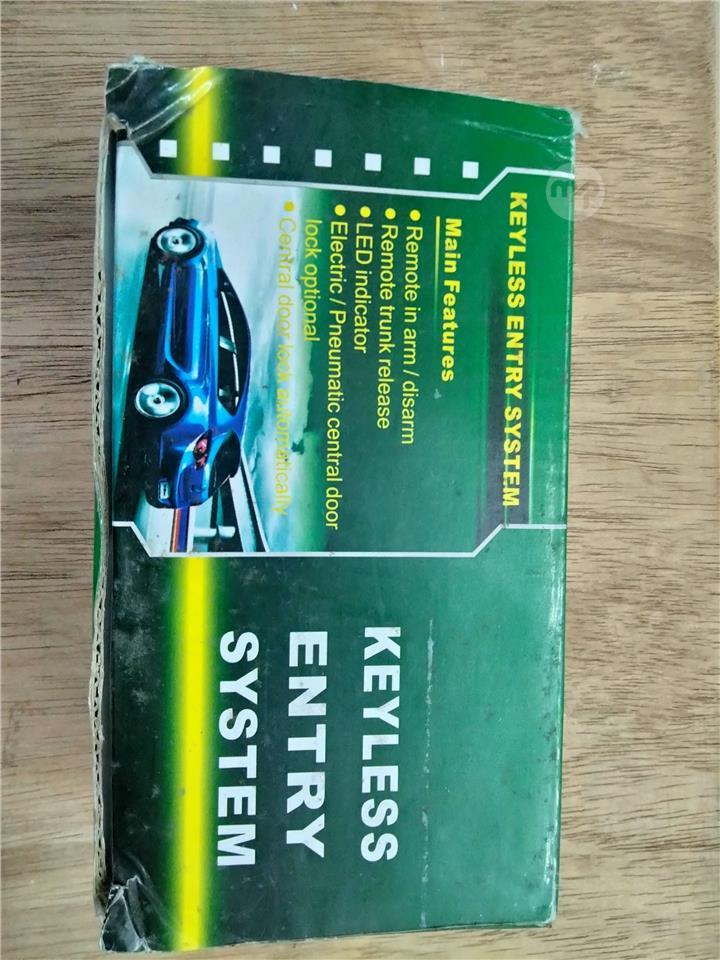 KEYLESS ENTRY SYSTEM
Main Features
● Remote in arm / disarm
● Remote trunk release
● LED indicator
● Electric / Pneumatic central door
lock optional
● Central door lock automatically
KEYLESS
ENTRY
SYSTEM